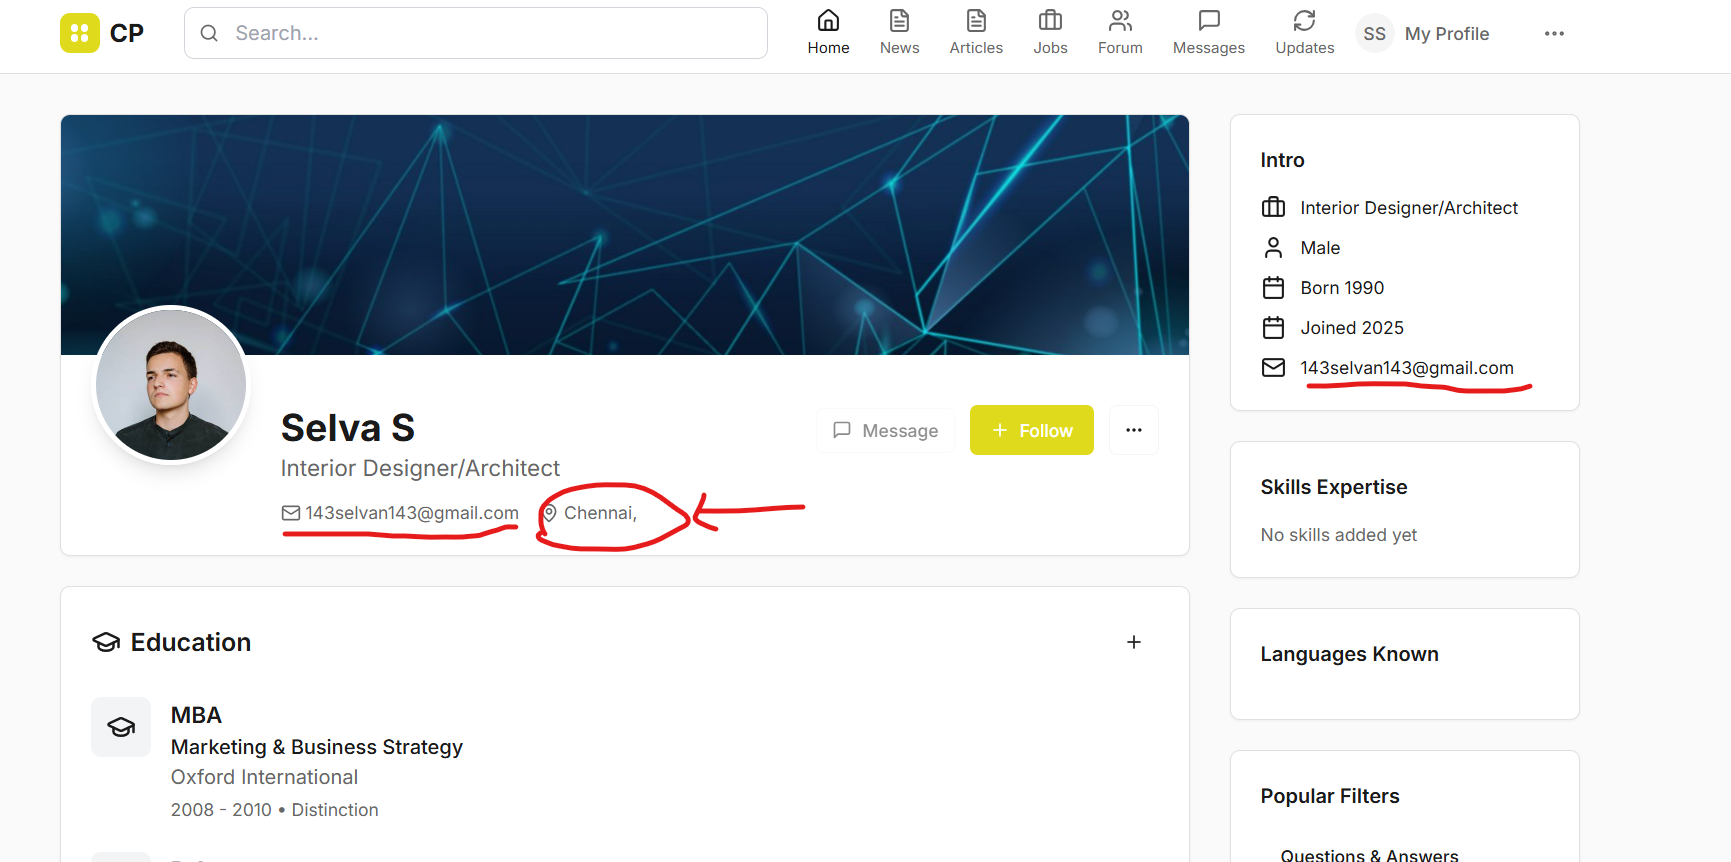 CP
Search...
Home
News
Articles
Jobs
Forum
Messages
Updates
SS
My Profile
Selva S
Interior Designer/Architect
143selvan143@gmail.com
Chennai,
Message
Follow
Education
MBA
Marketing & Business Strategy
Oxford International
2008 - 2010 • Distinction
Intro
Interior Designer/Architect
Male
Born 1990
Joined 2025
143selvan143@gmail.com
Skills Expertise
No skills added yet
Languages Known
Popular Filters
Questions & Answers